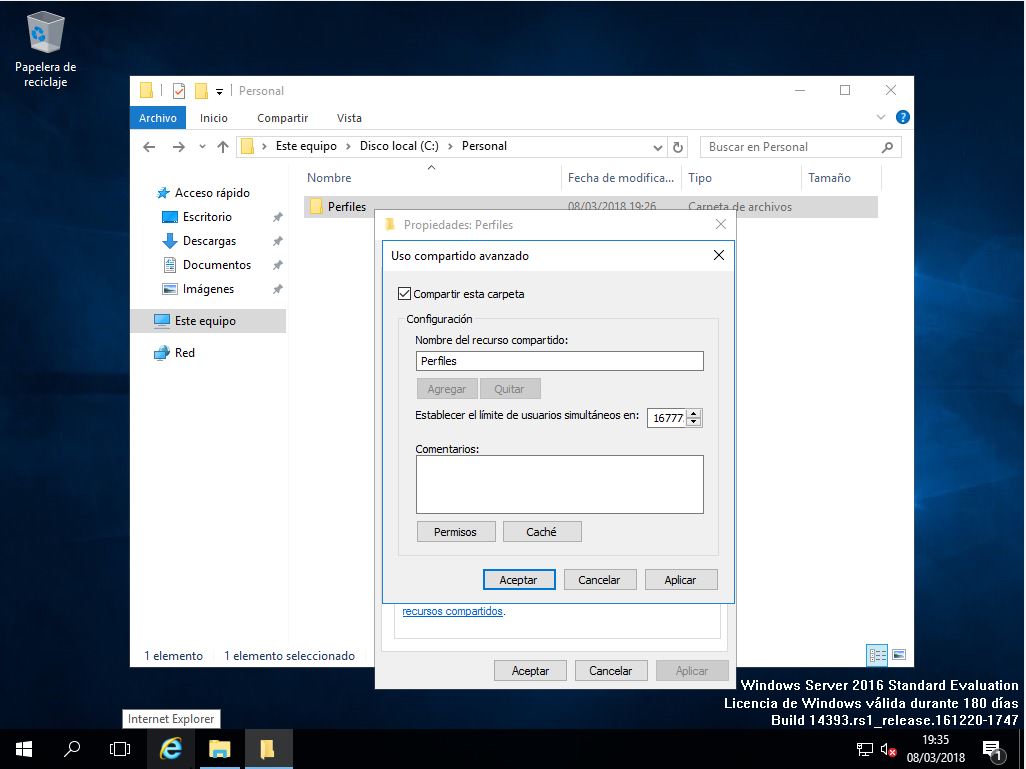 Papelera de
reciclaje
Personal
Archivo
Inicio
Compartir
Vista
Este equipo > Disco local (C:) > Personal
Buscar en Personal
Nombre
Fecha de modifica...
Tipo
Tamaño
Acceso rápido
Escritorio
Descargas
Documentos
Imágenes
Este equipo
Red
Perfiles
08/03/2018 19:26
Carpeta de archivos
Propiedades: Perfiles
Uso compartido avanzado
Compartir esta carpeta
Configuración
Nombre del recurso compartido:
Perfiles
Agregar
Quitar
Establecer el límite de usuarios simultáneos en:
16777
Comentarios:
Permisos
Caché
Aceptar
Cancelar
Aplicar
recursos compartidos.
Aceptar
Cancelar
Aplicar
1 elemento
1 elemento seleccionado
Windows Server 2016 Standard Evaluation
Licencia de Windows válida durante 180 días
Build 14393.rs1_release.161220-1747
Internet Explorer
19:35
08/03/2018
1